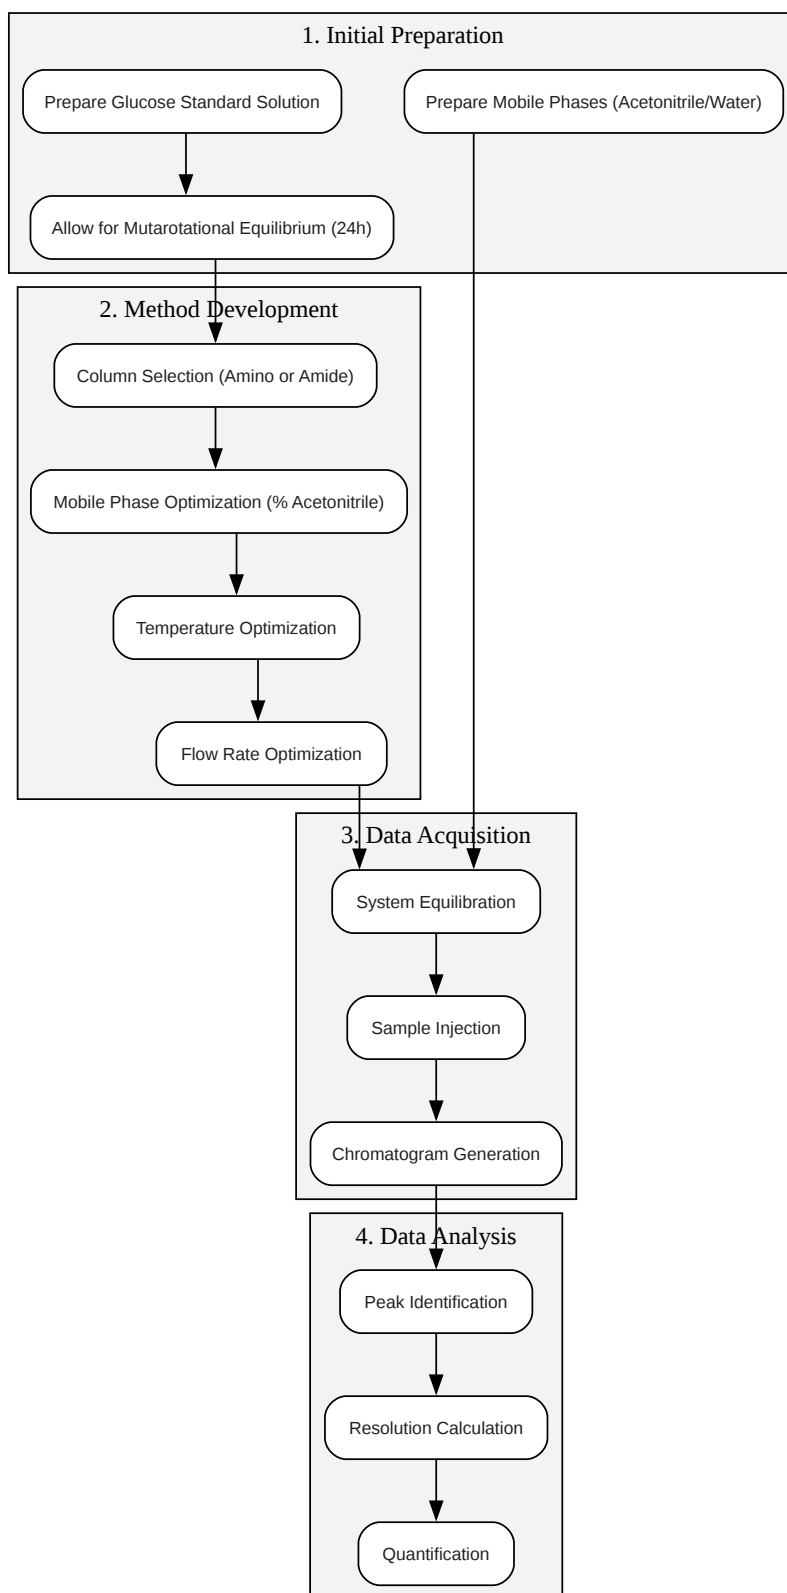 1. Initial Preparation
Prepare Glucose Standard Solution
Prepare Mobile Phases (Acetonitrile/Water)
Allow for Mutarotational Equilibrium (24h)
2. Method Development
Column Selection (Amino or Amide)
Mobile Phase Optimization (% Acetonitrile)
Temperature Optimization
Flow Rate Optimization
3. Data Acquisition
System Equilibration
Sample Injection
Chromatogram Generation
4. Data Analysis
Peak Identification
Resolution Calculation
Quantification